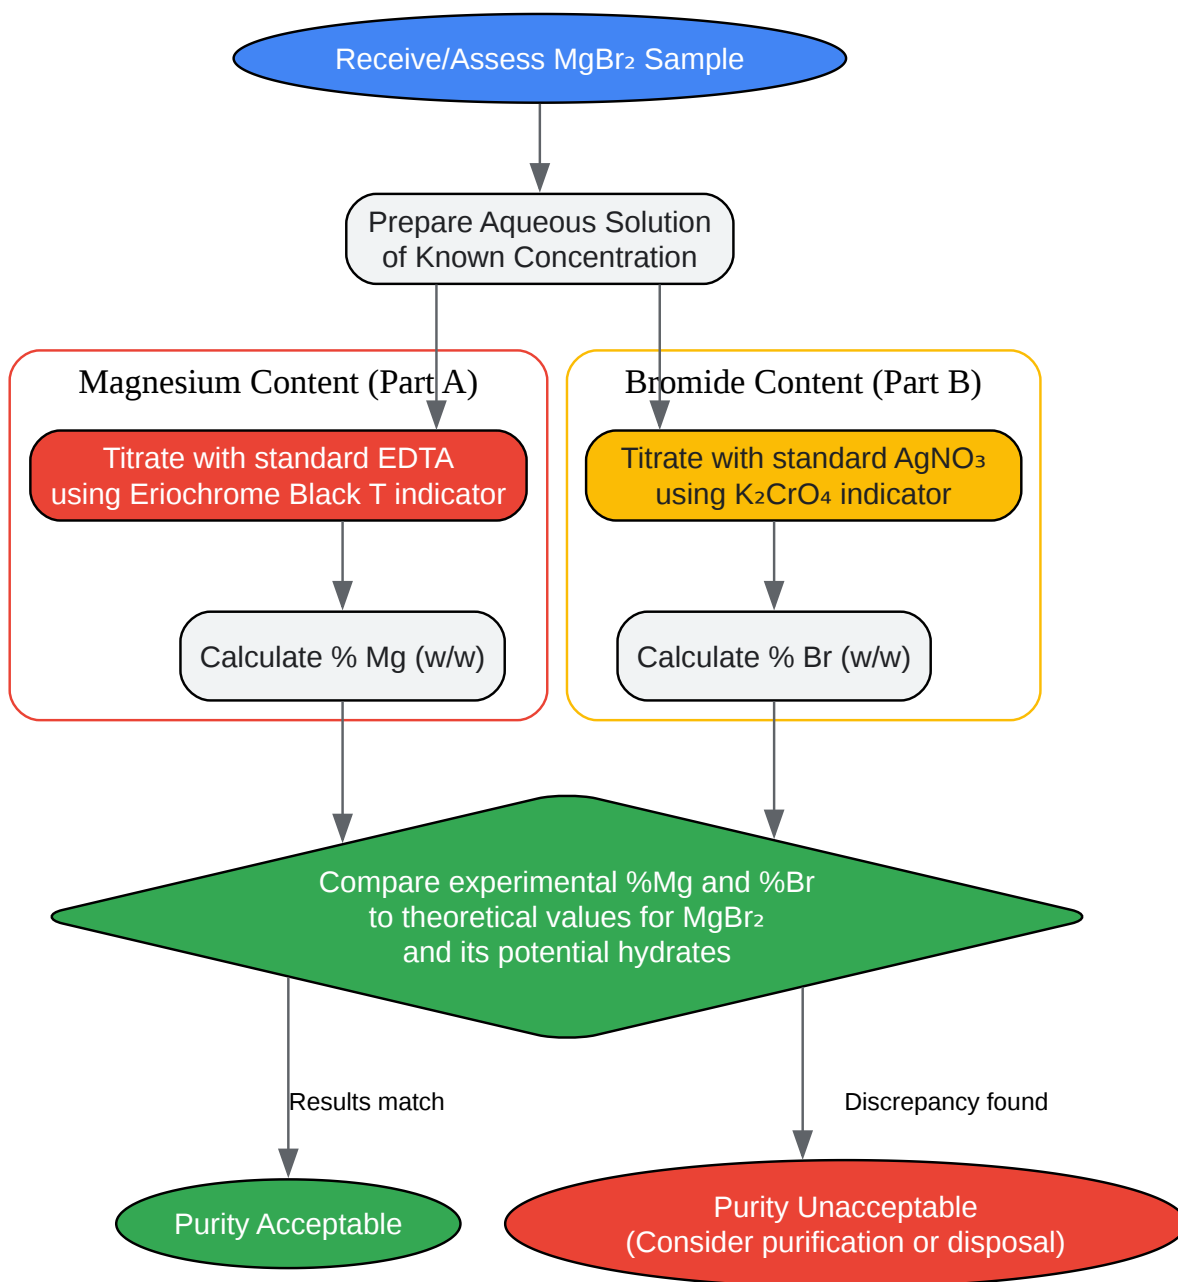 Receive/Assess MgBr₂ Sample
Prepare Aqueous Solution
of Known Concentration
Magnesium Content (Part A)
Titrate with standard EDTA
using Eriochrome Black T indicator
Calculate % Mg (w/w)
Bromide Content (Part B)
Titrate with standard AgNO₃
using K₂CrO₄ indicator
Calculate % Br (w/w)
Compare experimental %Mg and %Br
to theoretical values for MgBr₂
and its potential hydrates
Results match
Discrepancy found
Purity Acceptable
Purity Unacceptable
(Consider purification or disposal)